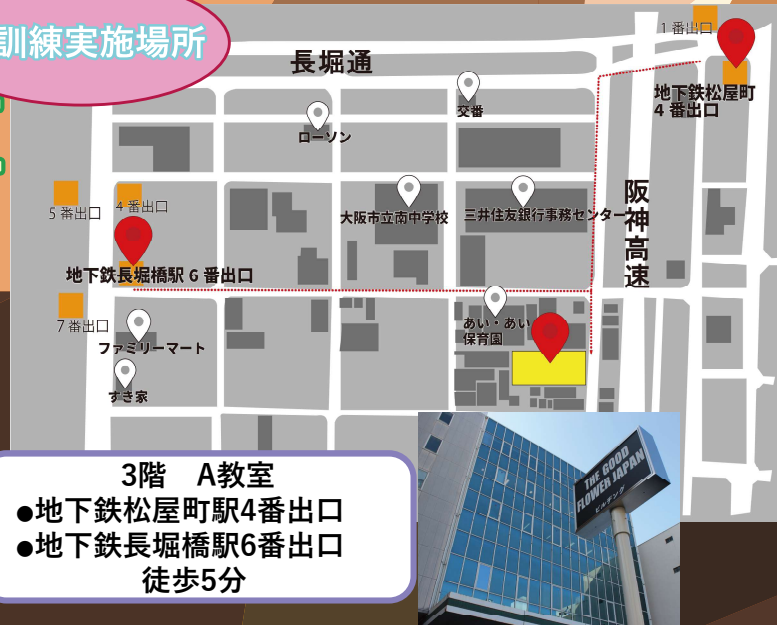 訓練実施場所
長堀通
1番出口
地下鉄松屋町
4番出口
交番
ローソン
阪神高速
5番出口
4番出口
大阪市立南中学校
三井住友銀行事務センター
地下鉄長堀橋駅6番出口
7番出口
ファミリーマート
あい・あい
保育園
すき家
3階　A教室
●地下鉄松屋町駅4番出口
●地下鉄長堀橋駅6番出口
徒歩5分
THE GOOD
FLOWER JAPAN
ビルヂング